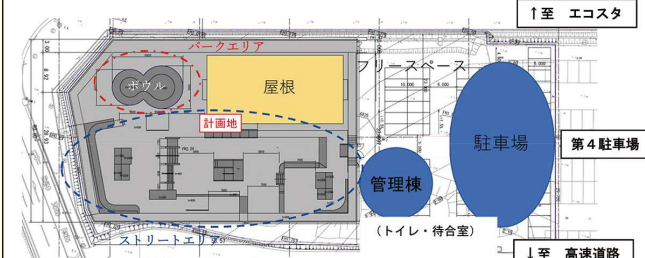 ↑至 エコスタ
パークエリア
フリースペース
ボウル
屋根
計画地
駐車場
第4駐車場
管理棟
（トイレ・待合室）
ストリートエリア
↓至 高速道路